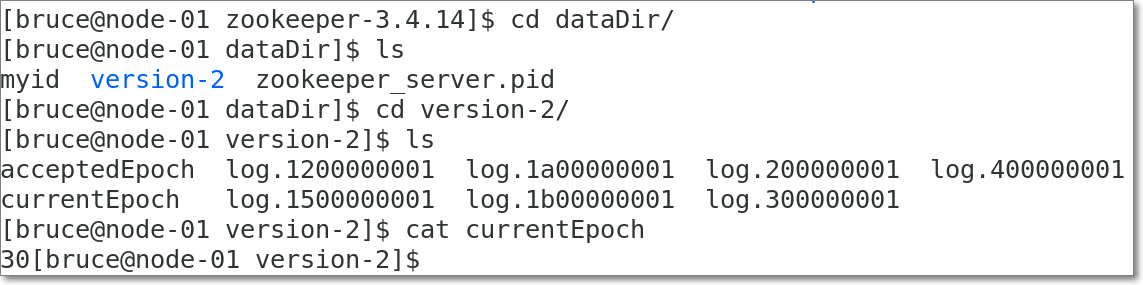 [bruce@node-01 zookeeper-3.4.14]$ cd dataDir/
[bruce@node-01 dataDir]$ ls
myid  version-2  zookeeper_server.pid
[bruce@node-01 dataDir]$ cd version-2/
[bruce@node-01 version-2]$ ls
acceptedEpoch  log.1200000001  log.1a00000001  log.200000001  log.400000001
currentEpoch   log.1500000001  log.1b00000001  log.300000001
[bruce@node-01 version-2]$ cat currentEpoch
30[bruce@node-01 version-2]$